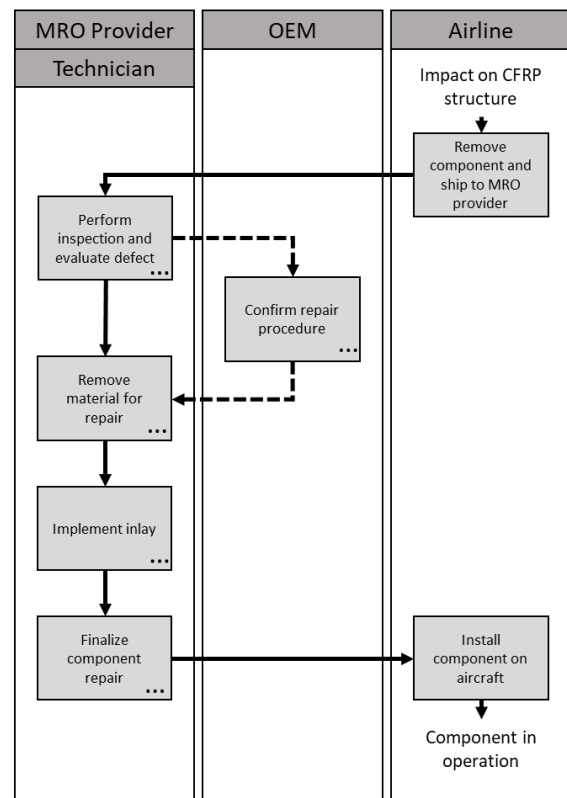 MRO Provider
OEM
Airline
Technician
Impact on CFRP
structure
Remove
component and
ship to MRO
provider
Perform
inspection and
evaluate defect
...
Confirm repair
procedure
...
Remove
material for
repair
...
Implement inlay
...
Finalize
component
repair
...
Install
component on
aircraft
Component in
operation